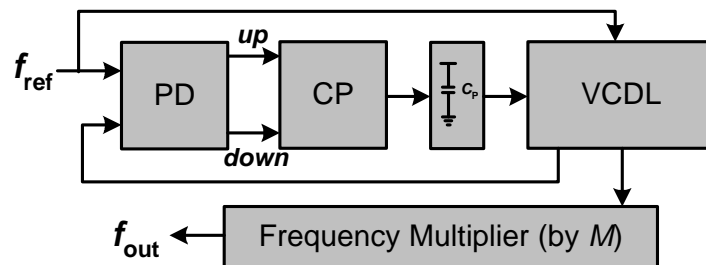 up
f_ref
PD
CP
C_P
VCDL
down
f_out
Frequency Multiplier (by M)